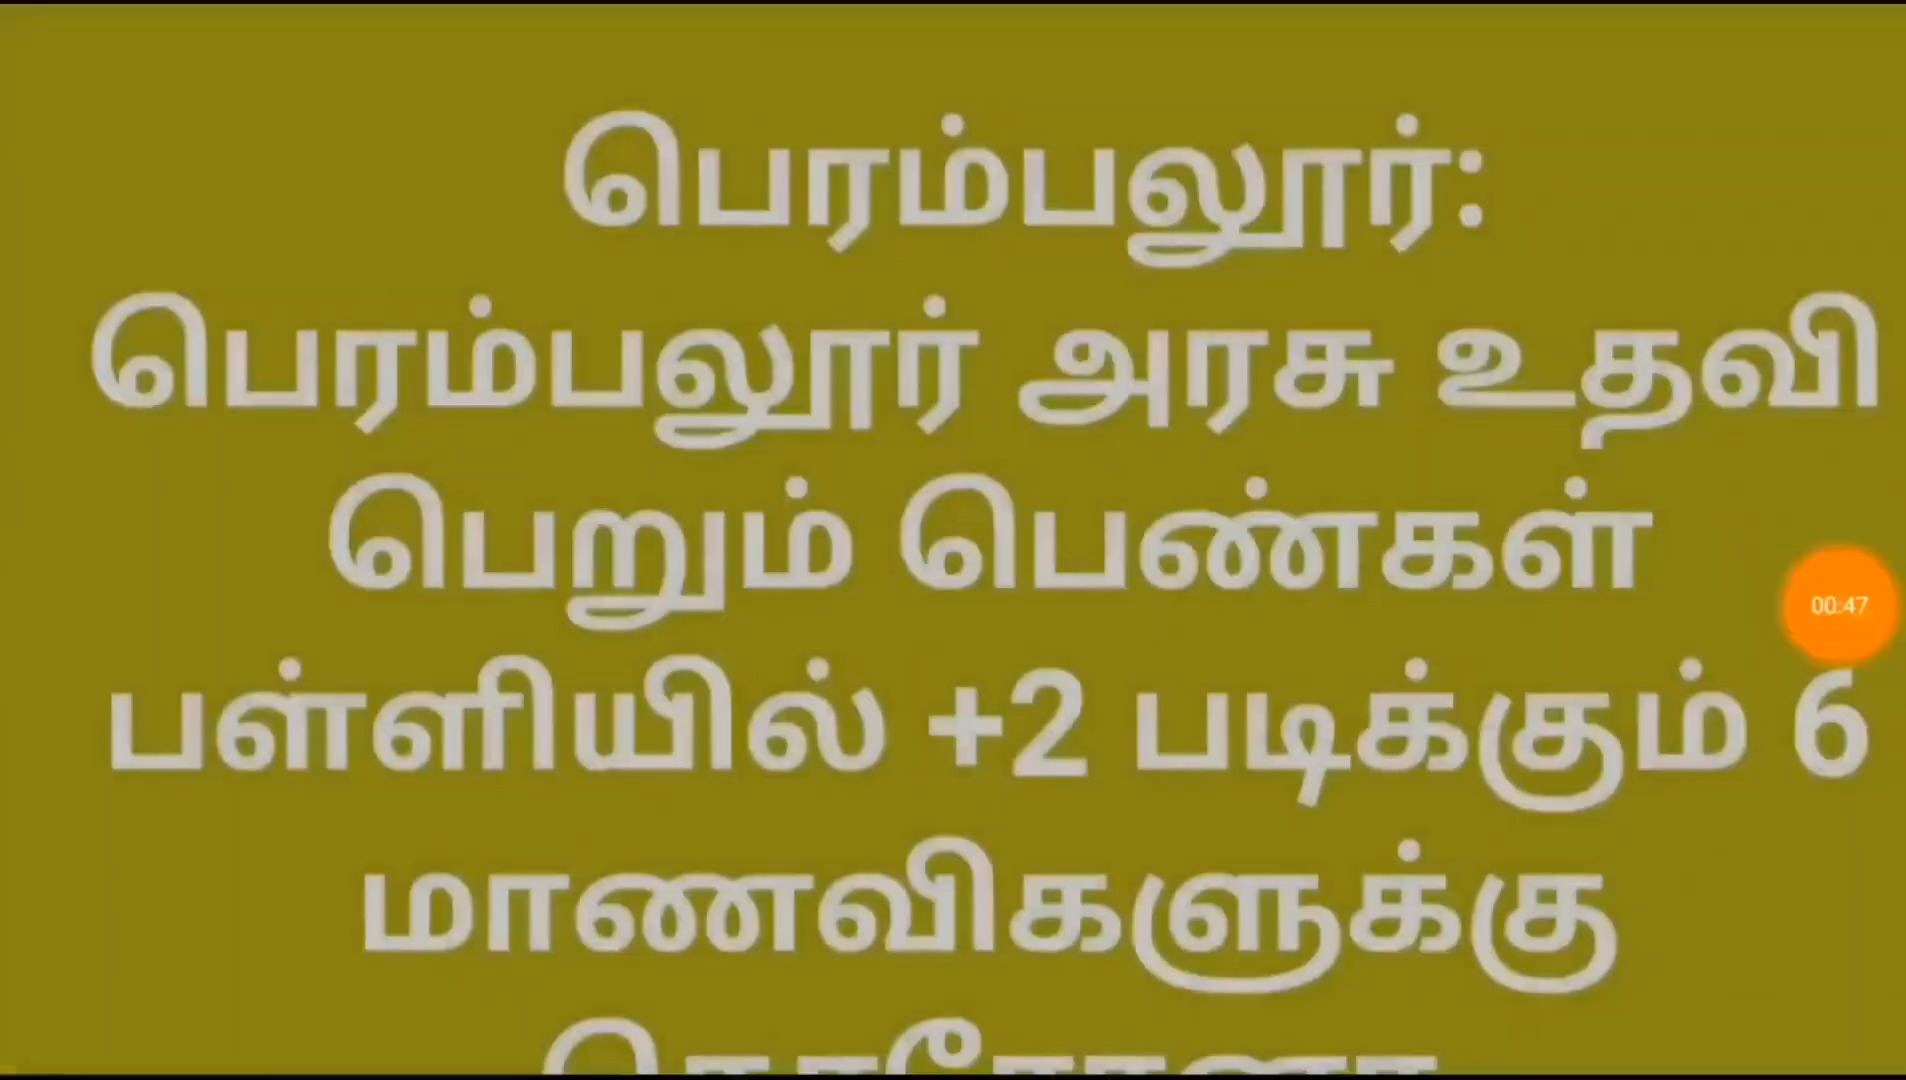 பெரம்பலூர்:
பெரம்பலூர் அரசு உதவி
பெறும் பெண்கள்
பள்ளியில் +2 படிக்கும் 6
மாணவிகளுக்கு
00:47